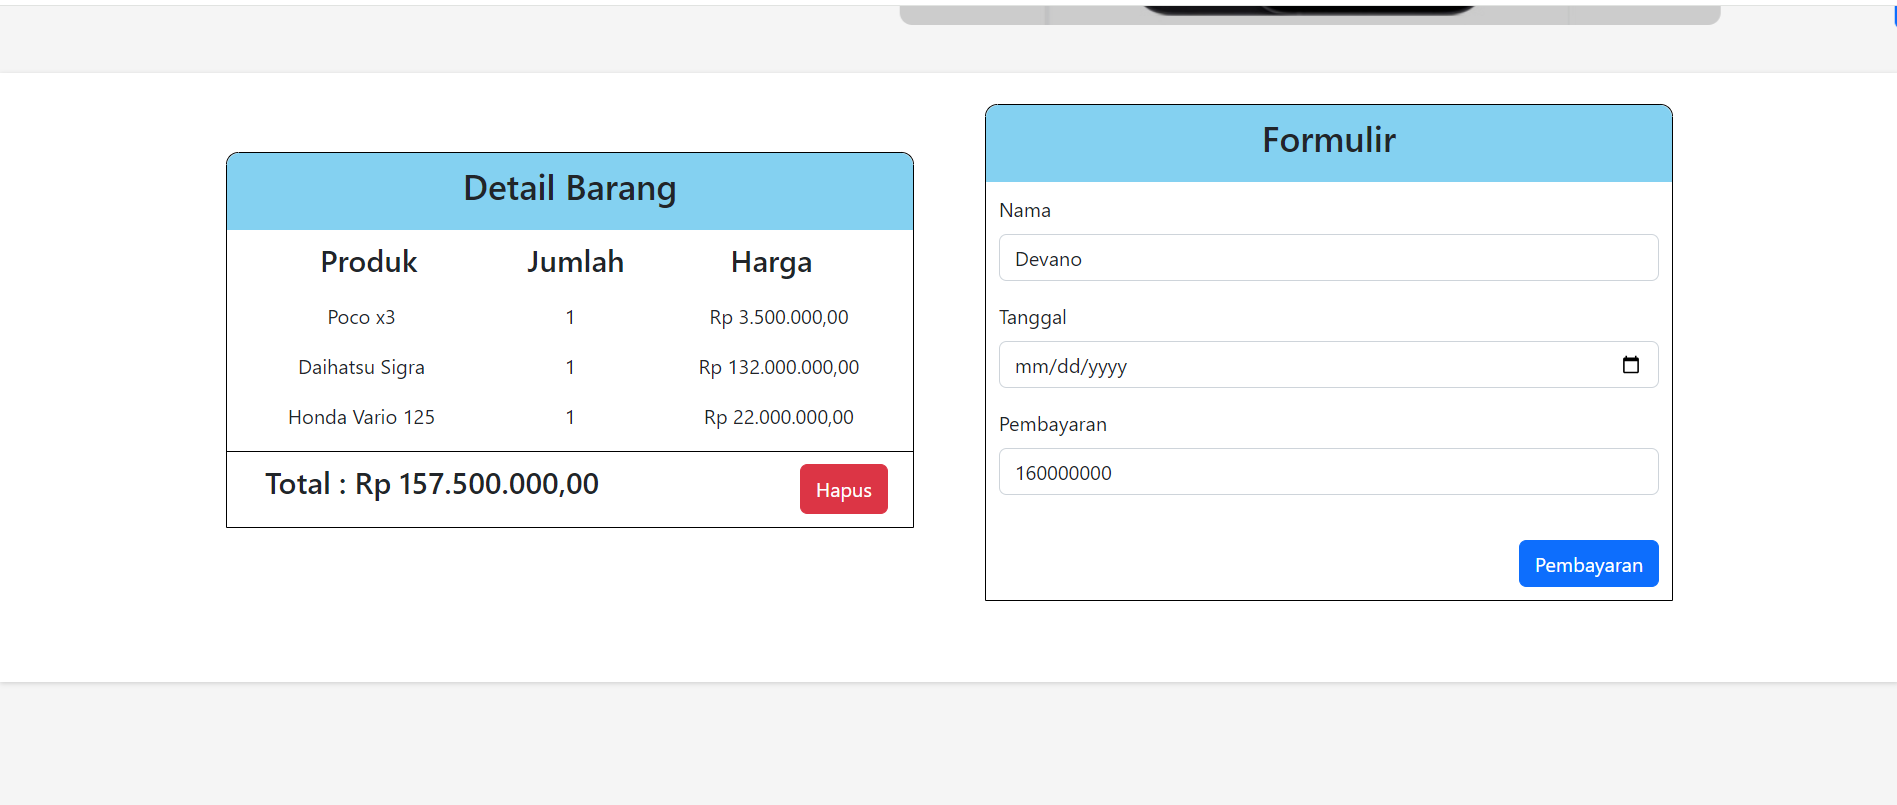 Detail Barang
Produk Jumlah Harga
Poco x3 1 Rp 3.500.000,00
Daihatsu Sigra 1 Rp 132.000.000,00
Honda Vario 125 1 Rp 22.000.000,00
Total : Rp 157.500.000,00
Hapus
Formulir
Nama
Devano
Tanggal
mm/dd/yyyy
Pembayaran
160000000
Pembayaran